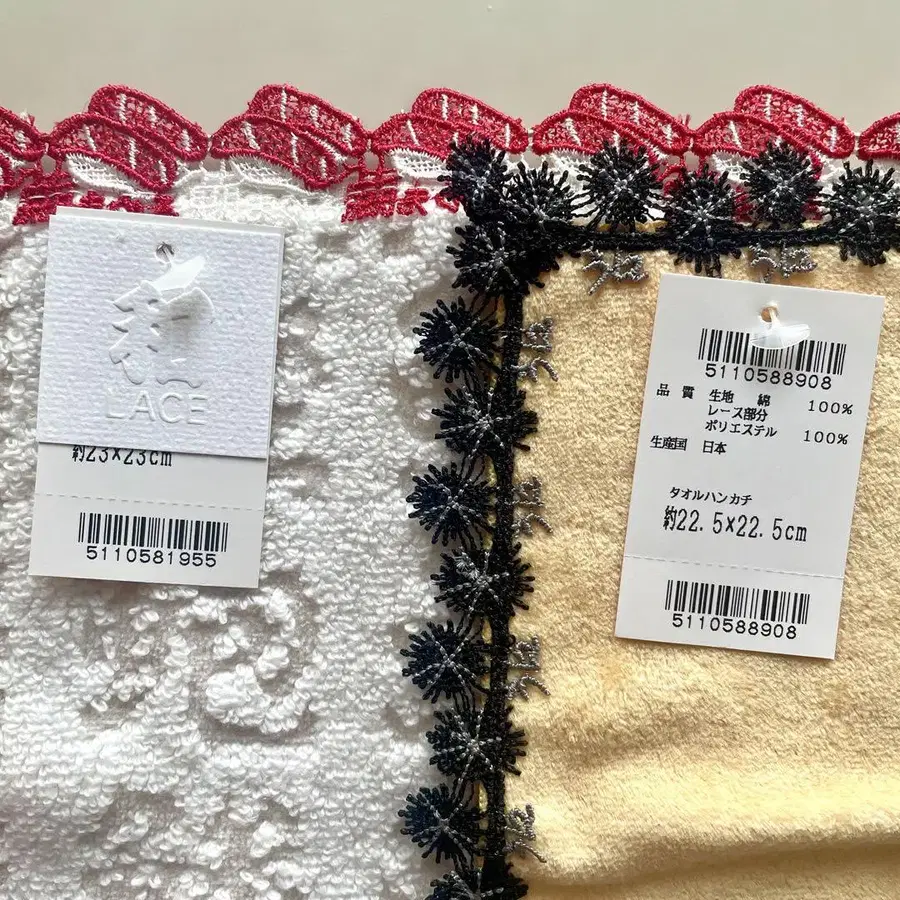 LACE
約23×23cm
5110581955
5110588908
品 質 生地 綿 100%
レース部分
ポリエステル 100%
生産国 日本
タオルハンカチ
約22.5×22.5cm
5110588908